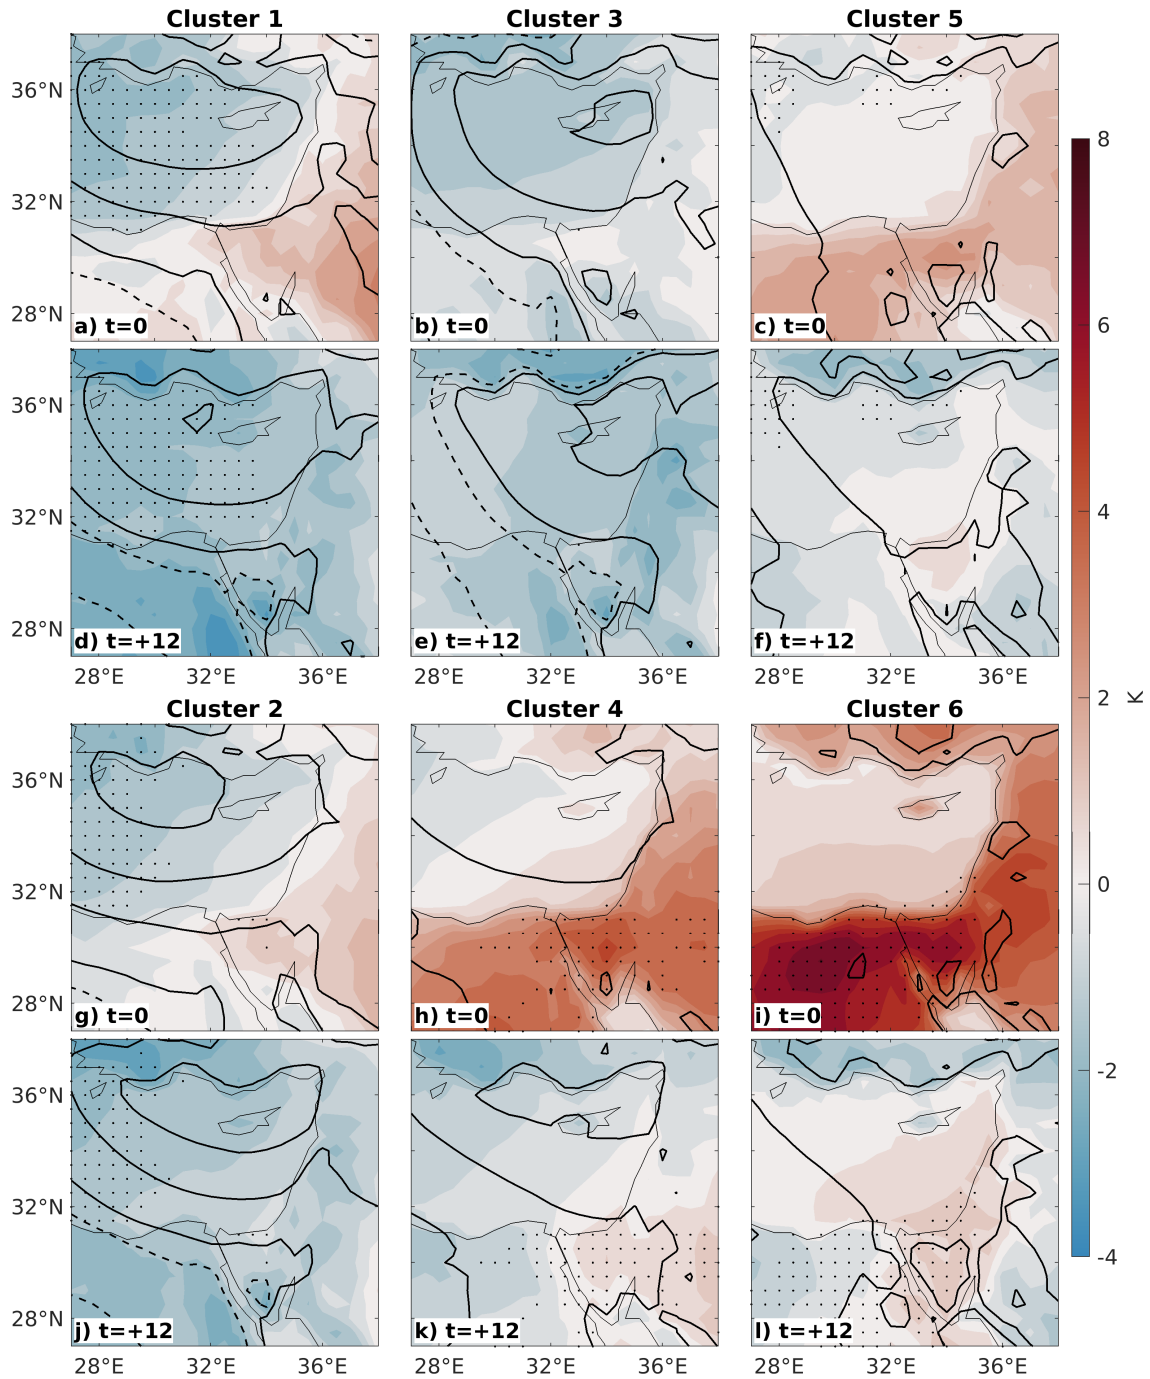 Cluster 1 Cluster 3 Cluster 5
36°N
32°N
28°N
a) t=0 b) t=0 c) t=0
36°N
32°N
28°N
d) t=+12 e) t=+12 f) t=+12
28°E 32°E 36°E 28°E 32°E 36°E 28°E 32°E 36°E
Cluster 2 Cluster 4 Cluster 6
36°N
32°N
28°N
g) t=0 h) t=0 i) t=0
36°N
32°N
28°N
j) t=+12 k) t=+12 l) t=+12
28°E 32°E 36°E 28°E 32°E 36°E 28°E 32°E 36°E
8
6
4
2
0
-2
-4
K